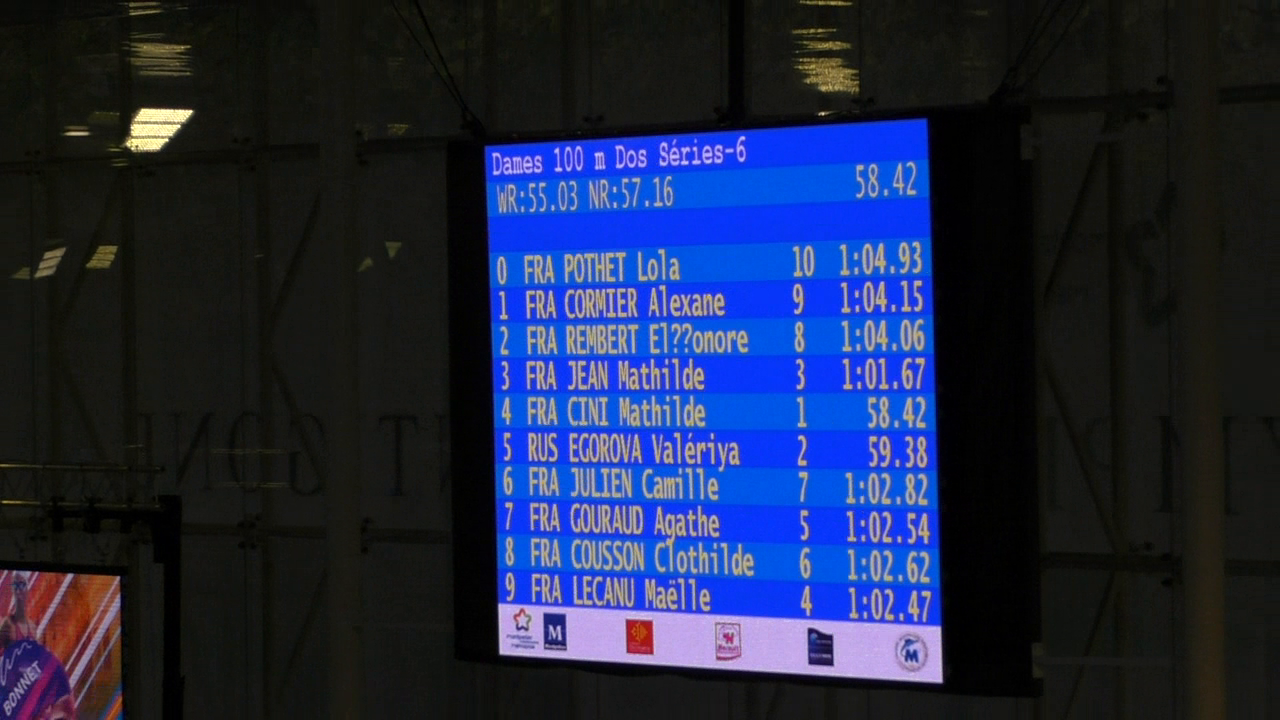 Dames 100 m Dos Séries-6
WR:55.03 NR:57.16 58.42
0 FRA POTHET Lola 10 1:04.93
1 FRA CORMIER Alexane 9 1:04.15
2 FRA REMBERT El??onore 8 1:04.06
3 FRA JEAN Mathilde 3 1:01.67
4 FRA CINI Mathilde 1 58.42
5 RUS EGOROVA Valériya 2 59.38
6 FRA JULIEN Camille 7 1:02.82
7 FRA GOURAUD Agathe 5 1:02.54
8 FRA COUSSON Clothilde 6 1:02.62
9 FRA LECANU Maëlle 4 1:02.47
M
M
BONNET